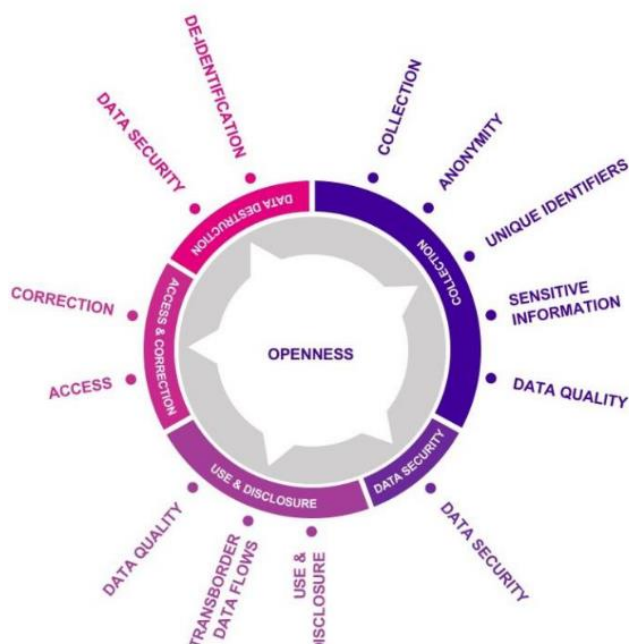 DE-IDENTIFICATION
DATA SECURITY
CORRECTION
ACCESS
DATA QUALITY
TRANSBORDER
DATA FLOWS
USE &
DISCLOSURE
DATA SECURITY
DATA QUALITY
SENSITIVE
INFORMATION
UNIQUE IDENTIFIERS
ANONYMITY
COLLECTION
DATA DESTRUCTION
ACCESS & CORRECTION
USE & DISCLOSURE
DATA SECURITY
COLLECTION
OPENNESS